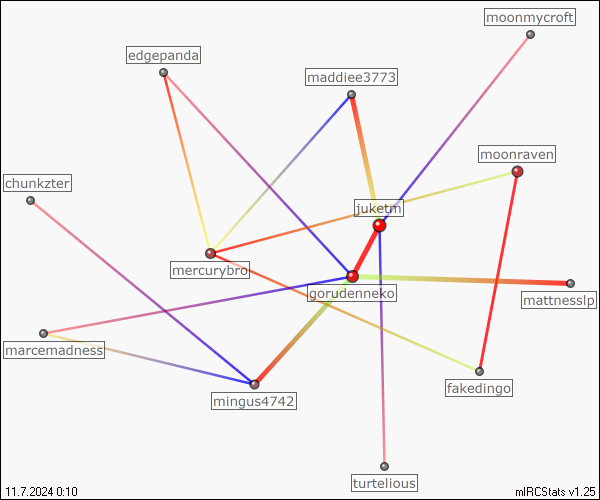 moonmycroft
edgepanda
maddiee3773
moonraven
chunkzter
juketm
mercurybro
gorudenneko
mattnesslp
marcemadness
fakedingo
mingus4742
turtelious
11.7.2024 0:10
mIRCStats v1.25